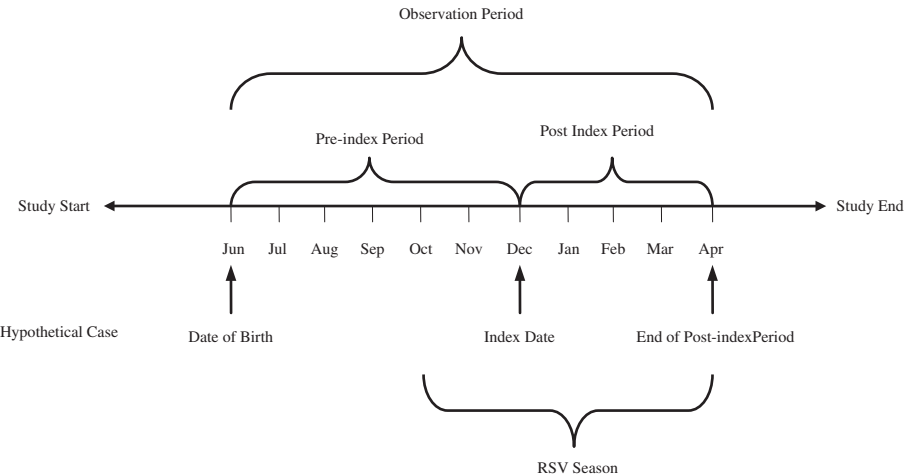 Observation Period
Post Index Period
Pre-index Period
Study Start
Study End
Jun Jul Aug Sep Oct Nov Dec Jan Feb Mar Apr
Hypothetical Case
Date of Birth
Index Date
End of Post-indexPeriod
RSV Season